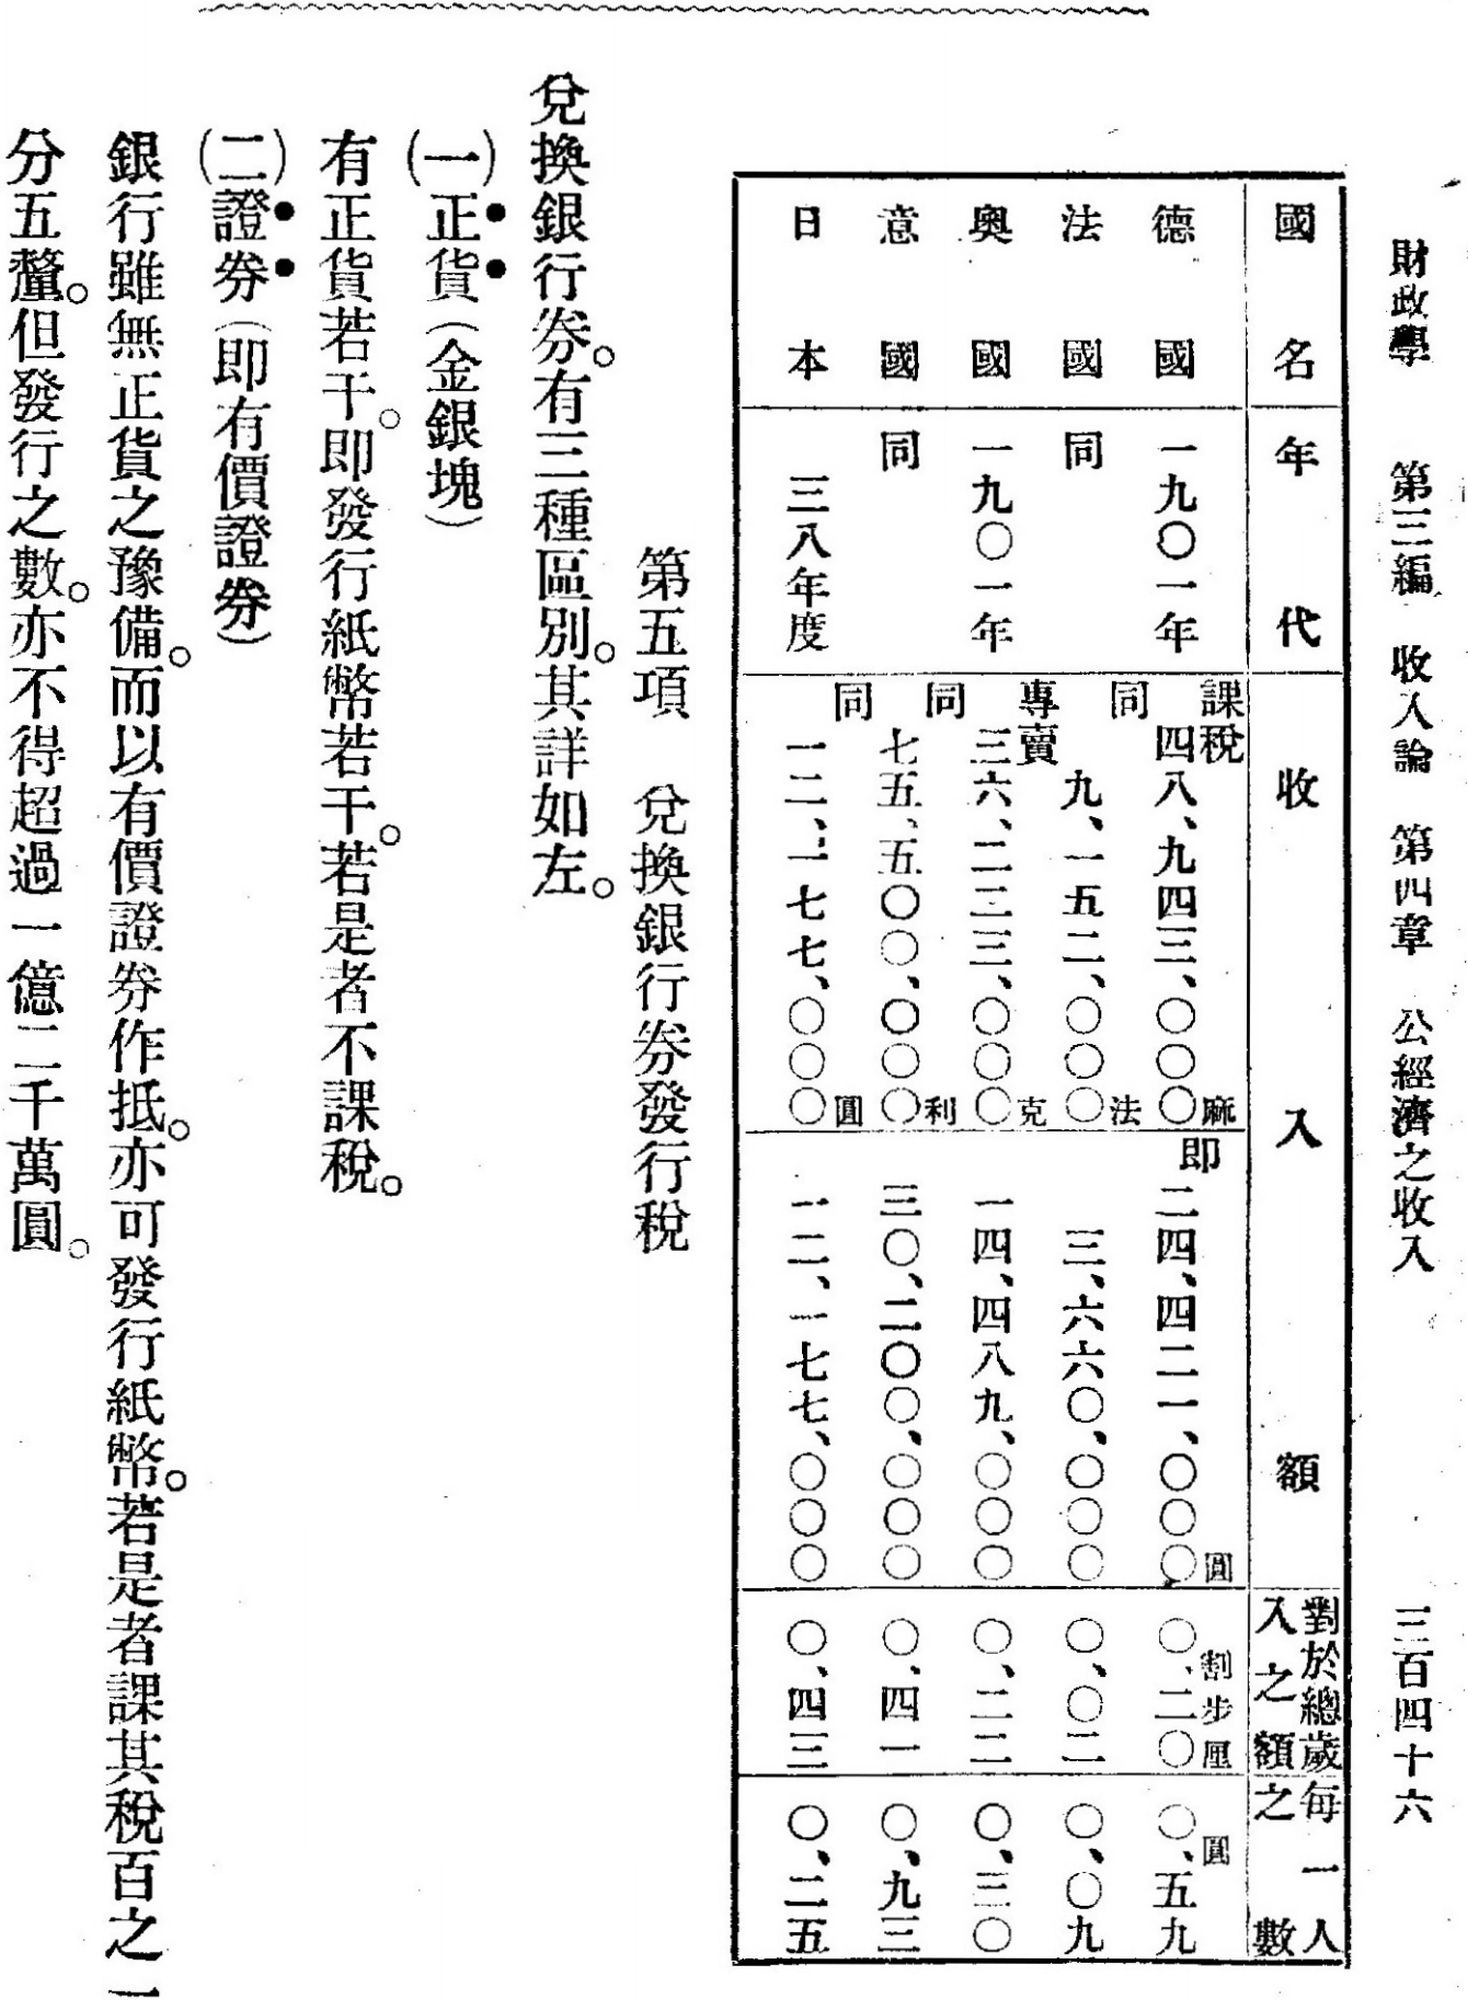 財政學　第三編　收入論　第四章　公經濟之收入　三百四十六
國名　年代　收入額　對於總歲入之額　每一人之數
德國　一九〇一年　課稅　四八、九四三、〇〇〇麻　即　二四、四二一、〇〇〇圓　〇、二〇割步厘　〇、五九圓
法國　同　同　九、一五二、〇〇〇法　三、六六〇、〇〇〇　〇、〇二　〇、〇九
奧國　一九〇一年　專賣　三六、二二三、〇〇〇克　一四、四八九、〇〇〇　〇、二二　〇、三〇
意國　同　同　七五、五〇〇、〇〇〇利　三〇、二〇〇、〇〇〇　〇、四一　〇、九三
日本　三八年度　同　一二、一七七、〇〇〇圓　一二、一七七、〇〇〇　〇、四三　〇、二五
第五項　兌換銀行券發行稅
兌換銀行券。有三種區別。其詳如左。
(一)正貨(金銀塊)
有正貨若干。即發行紙幣若干。若是者不課稅。
(二)證券(即有價證券)
銀行雖無正貨之豫備。而以有價證券作抵。亦可發行紙幣。若是者課其稅百之一
分五釐。但發行之數。亦不得超過一億二千萬圓。